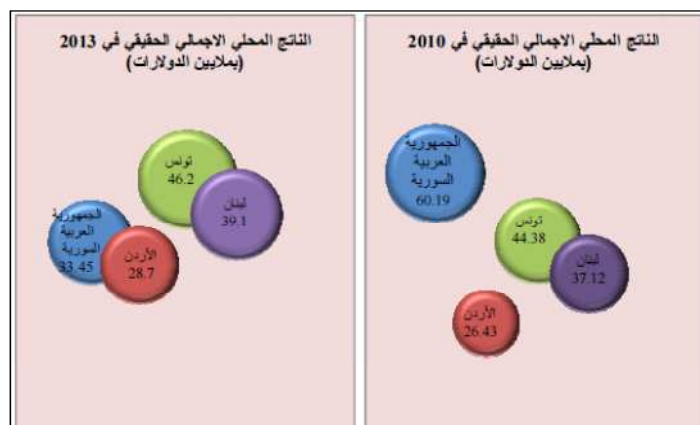 الناتج المحلي الاجمالي الحقيقي في 2010
(بملايين الدولارات)
الجمهورية
العربية
السورية
60.19
تونس
44.38
لبنان
37.12
الأردن
26.43
الناتج المحلي الاجمالي الحقيقي في 2013
(بملايين الدولارات)
تونس
46.2
لبنان
39.1
الجمهورية
العربية
السورية
33.45
الأردن
28.7